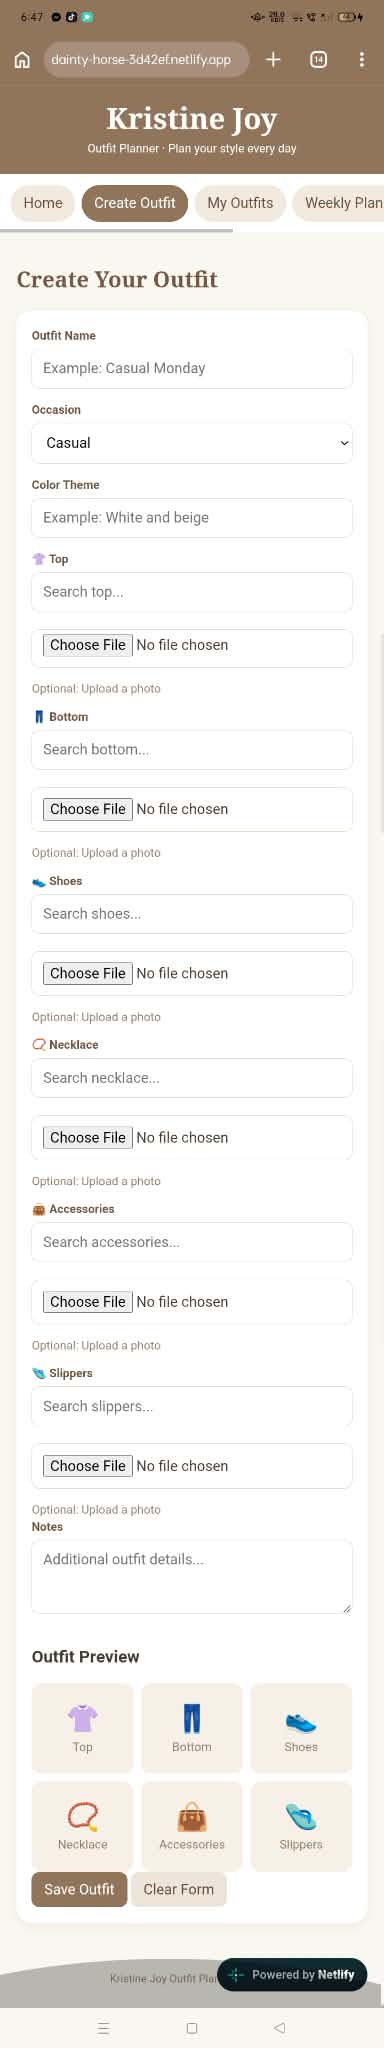 6:47
dainty-horse-3d42ef.netlify.app
14
Kristine Joy
Outfit Planner · Plan your style every day
Home
Create Outfit
My Outfits
Weekly Plan
Create Your Outfit
Outfit Name
Example: Casual Monday
Occasion
Casual
Color Theme
Example: White and beige
Top
Search top...
Choose File No file chosen
Optional: Upload a photo
Bottom
Search bottom...
Choose File No file chosen
Optional: Upload a photo
Shoes
Search shoes...
Choose File No file chosen
Optional: Upload a photo
Necklace
Search necklace...
Choose File No file chosen
Optional: Upload a photo
Accessories
Search accessories...
Choose File No file chosen
Optional: Upload a photo
Slippers
Search slippers...
Choose File No file chosen
Optional: Upload a photo
Notes
Additional outfit details...
Outfit Preview
Top
Bottom
Shoes
Necklace
Accessories
Slippers
Save Outfit
Clear Form
Kristine Joy Outfit
Powered by Netlify